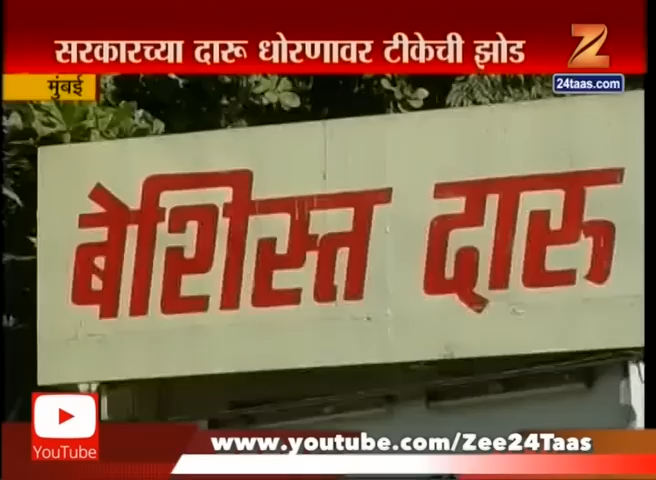 सरकारच्या दारू धोरणावर टीकेची झोड
24taas.com
मुंबई
बेशिस्त दारू
YouTube
www.youtube.com/Zee24Taas